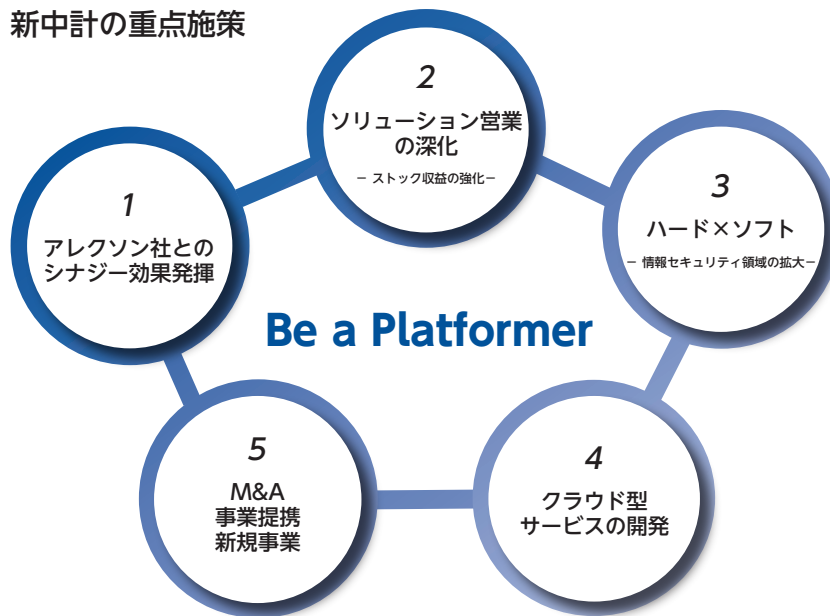 新中計の重点施策
1
アレクソン社との
シナジー効果発揮
2
ソリューション営業
の深化
− ストック収益の強化−
3
ハード×ソフト
− 情報セキュリティ領域の拡大−
4
クラウド型
サービスの開発
5
M&A
事業提携
新規事業
Be a Platformer